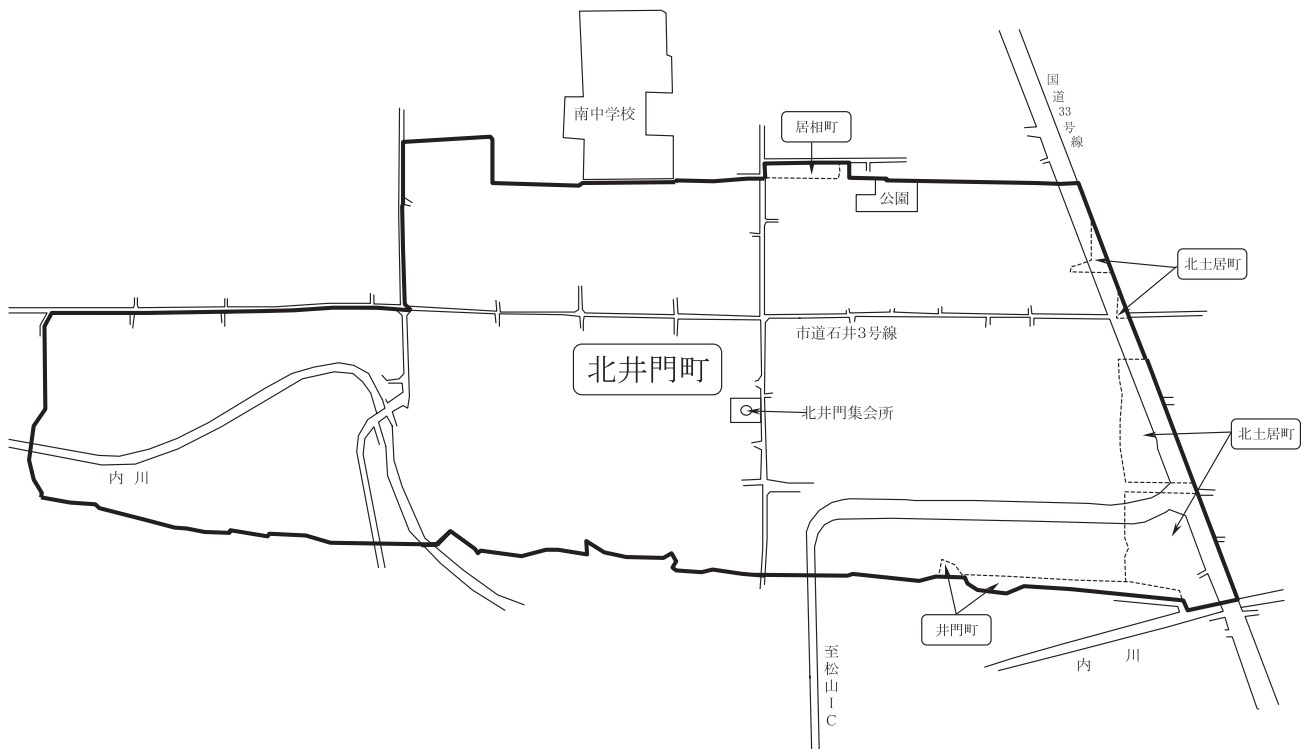 国道33号線
南中学校
居相町
公園
北土居町
市道石井3号線
北井門町
北井門集会所
北土居町
内川
井門町
内川
至松山IC